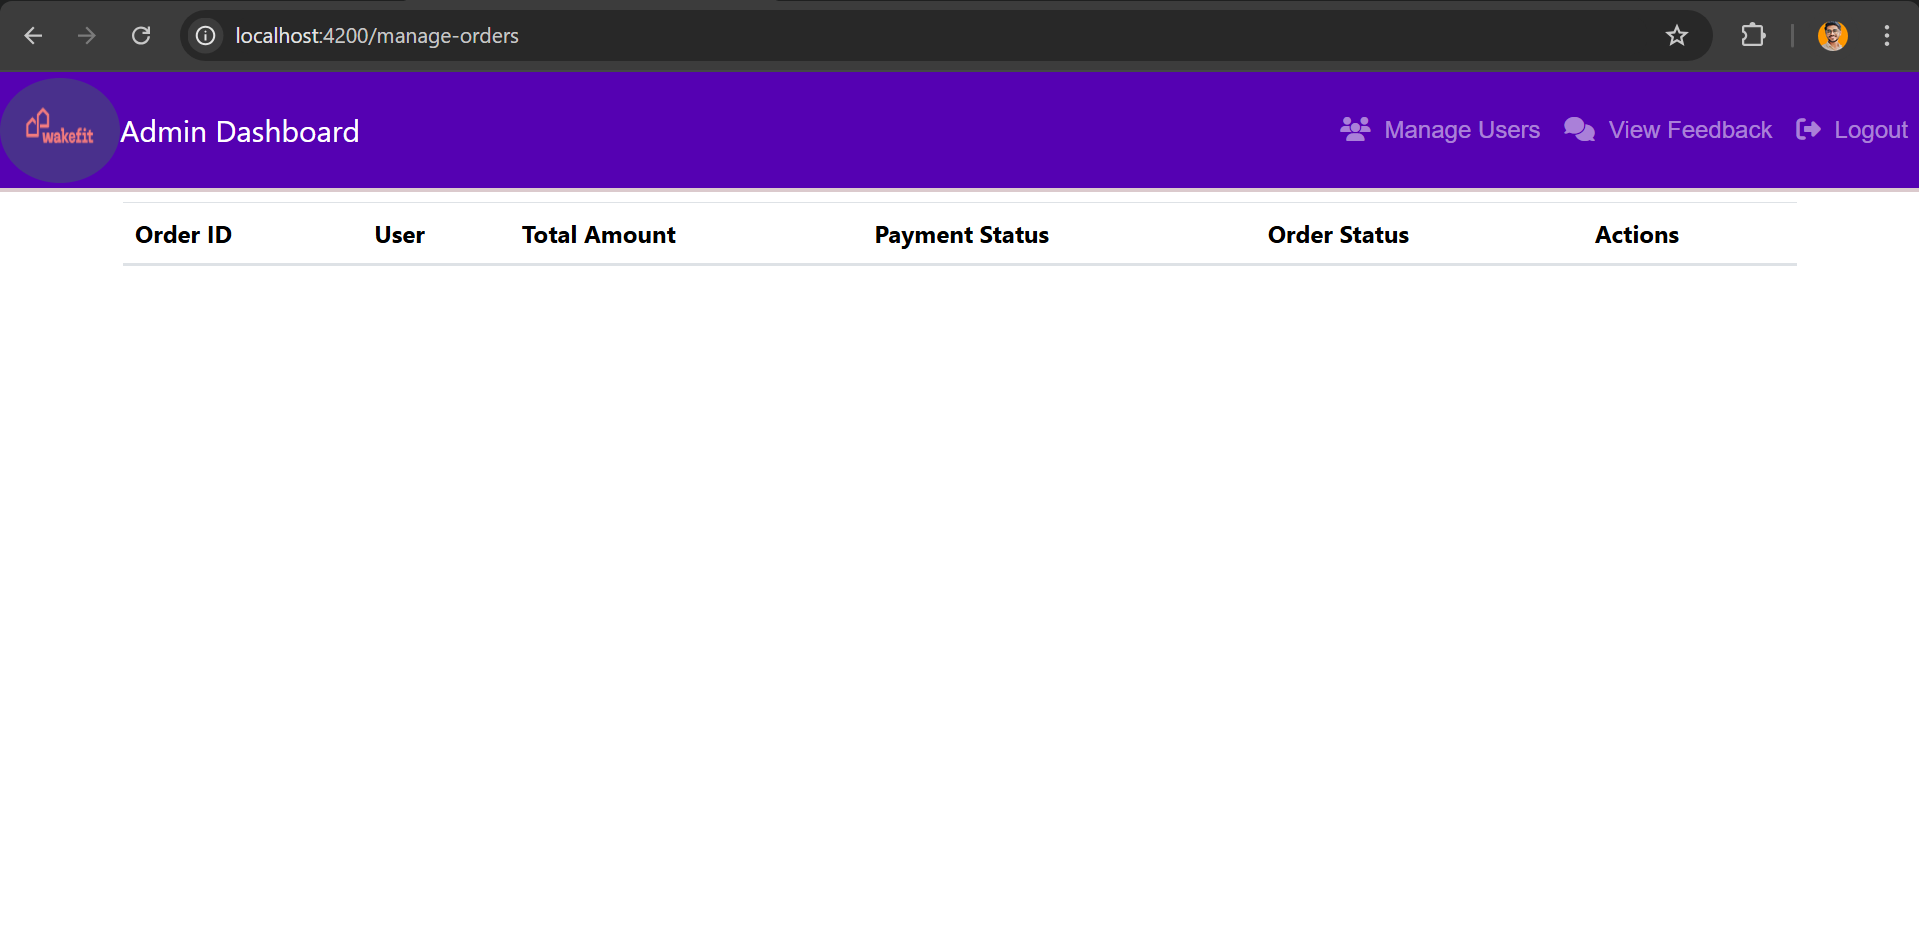 localhost:4200/manage-orders
wakefit
Admin Dashboard
Manage Users
View Feedback
Logout
Order ID
User
Total Amount
Payment Status
Order Status
Actions